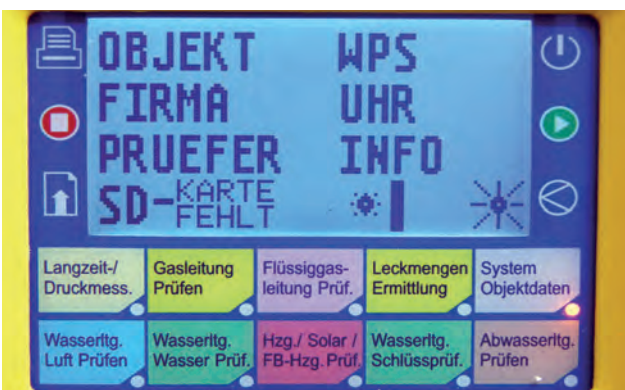 OBJEKT WPS
FIRMA UHR
PRUEFER INFO
SD-KARTE FEHLT
Langzeit-/ Druckmess.
Gasleitung Prüfen
Flüssiggas- leitung Prüf.
Leckmengen Ermittlung
System Objektdaten
Wasserltg. Luft Prüfen
Wasserltg. Wasser Prüf.
Hzg./ Solar / FB-Hzg. Prüf.
Wasserltg. Schlüssprüf.
Abwasserltg. Prüfen